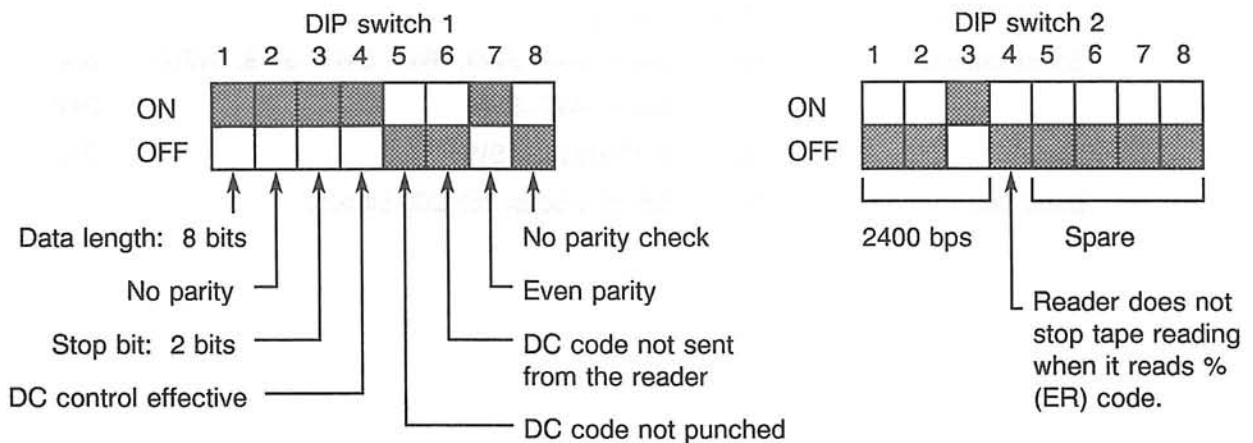 DIP switch 1
1 2 3 4 5 6 7 8
ON
OFF
Data length: 8 bits
No parity
Stop bit: 2 bits
DC control effective
No parity check
Even parity
DC code not sent
from the reader
DC code not punched
DIP switch 2
1 2 3 4 5 6 7 8
ON
OFF
2400 bps
Spare
Reader does not
stop tape reading
when it reads %
(ER) code.